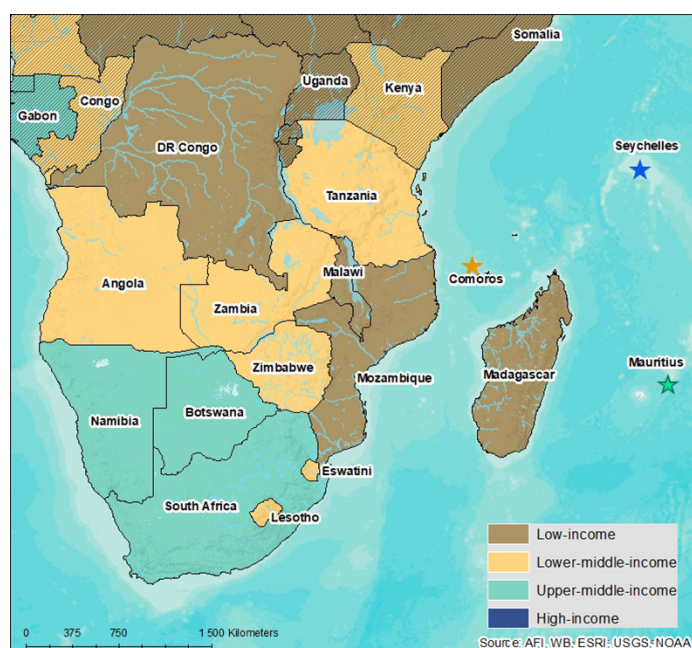 Somalia
Uganda
Kenya
Congo
Gabon
DR Congo
Seychelles
Tanzania
Comoros
Malawi
Angola
Zambia
Zimbabwe
Mozambique
Madagascar
Mauritius
Namibia
Botswana
Eswatini
South Africa
Lesotho
Low-income
Lower-middle-income
Upper-middle-income
High-income
0 375 750 1 500 Kilometers
Source: AFI, WB, ESRI, USGS, NOAA